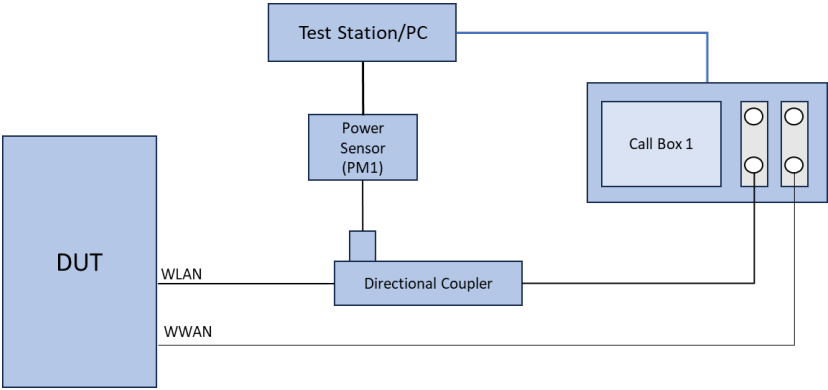 Test Station/PC
Power
Sensor
(PM1)
Call Box 1
DUT
WLAN
Directional Coupler
WWAN